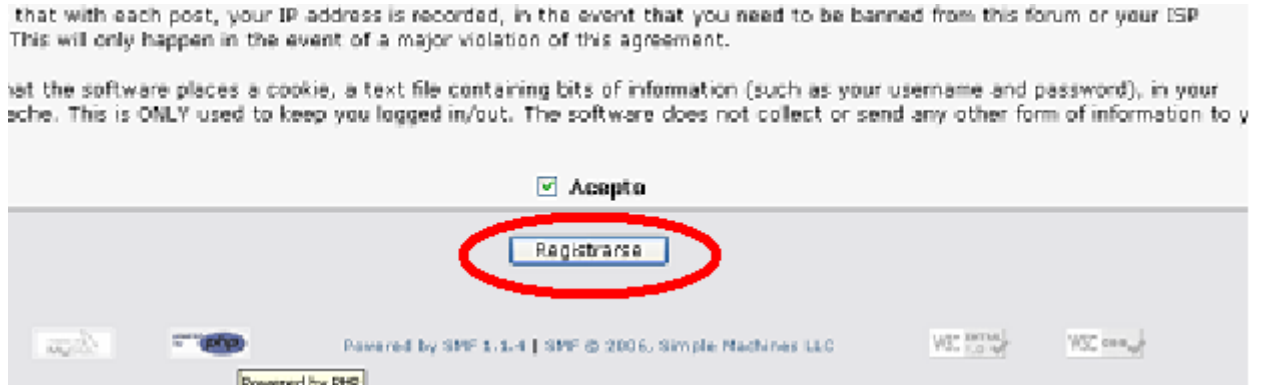 that with each post, your IP address is recorded, in the event that you need to be banned from this forum or your ISP
This will only happen in the event of a major violation of this agreement.
hat the software places a cookie, a text file containing bits of information (such as your username and password), in your
ache. This is ONLY used to keep you logged in/out. The software does not collect or send any other form of information to y
Acepto
Registrarse
php Powered by SMF 1.1.4 | SMF © 2006, Simple Machines LLC W3C W3C
Powered by PHP